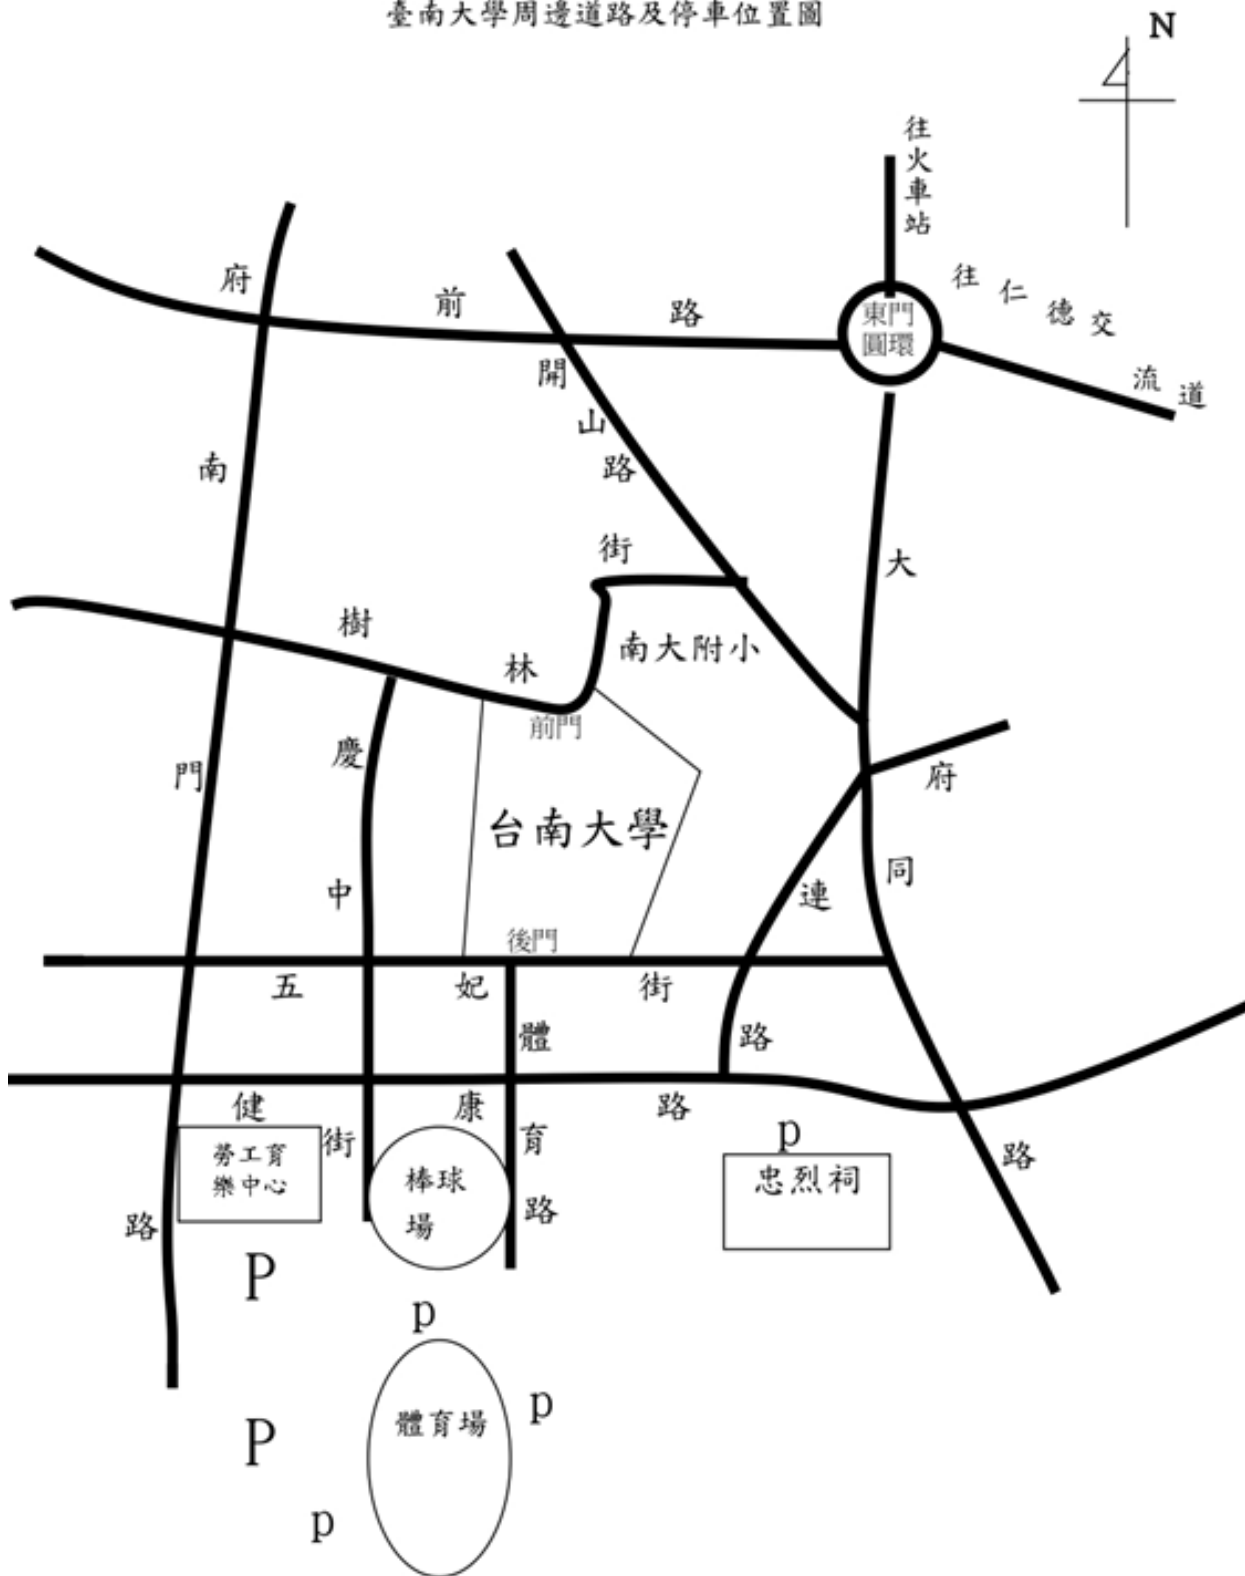 臺南大學周邊道路及停車位置圖
N
往火車站
往仁德交流道
東門
圓環
府前路
開山路
南門路
大同路
樹林街
南大附小
前門
慶中街
台南大學
府連路
後門
五妃街
體育路
健康路
勞工育
樂中心
棒球
場
p
忠烈祠
P
p
體育場
p
P
p